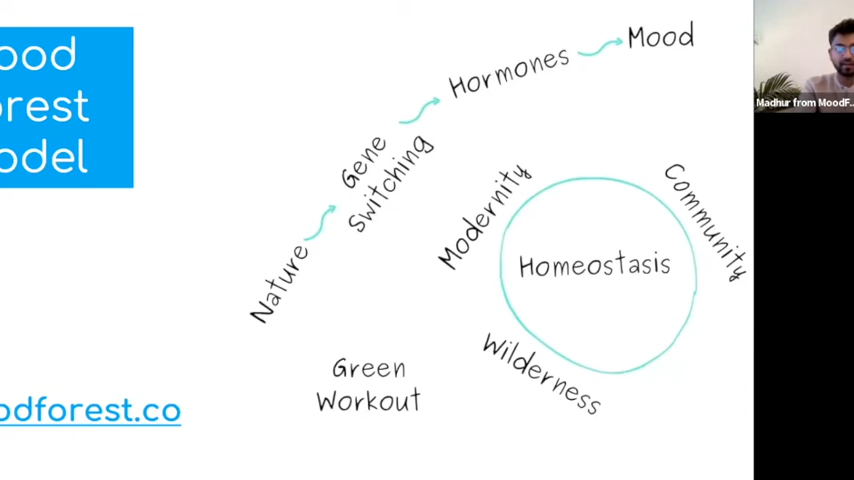 ood
orest
odel
odforest.co
Nature
Gene
Switching
Hormones
Mood
Modernity
Community
Homeostasis
Wilderness
Green
Workout
Madhur from MoodF...